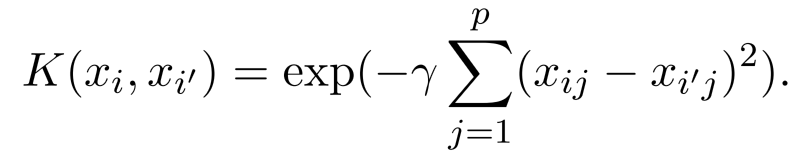 K(x_i, x_{i'}) = exp(−γ ∑_{j=1}^{p} (x_{ij} − x_{i'j})^2).